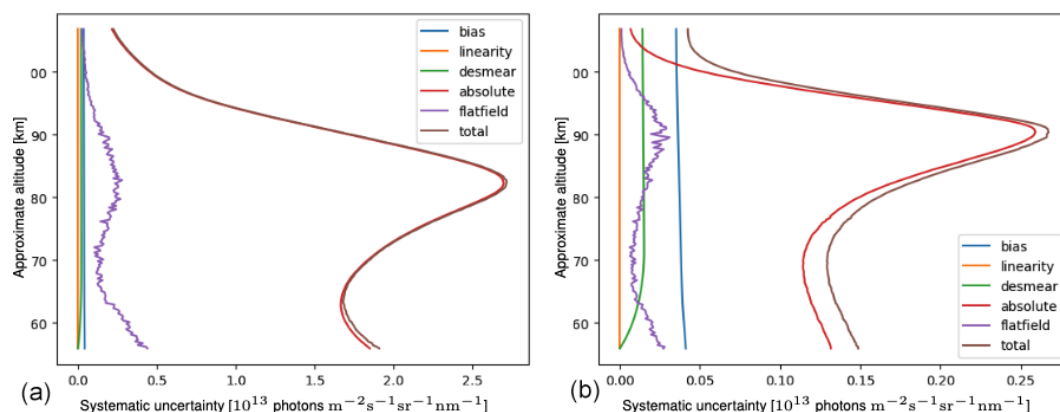 bias
linearity
desmear
absolute
flatfield
total
00
90
80
70
60
Approximate altitude [km]
0.0 0.5 1.0 1.5 2.0 2.5
(a) Systematic uncertainty [10¹³ photons m⁻²s⁻¹sr⁻¹nm⁻¹]
00
90
80
70
60
Approximate altitude [km]
bias
linearity
desmear
absolute
flatfield
total
0.00 0.05 0.10 0.15 0.20 0.25
(b) Systematic uncertainty [10¹³ photons m⁻²s⁻¹sr⁻¹nm⁻¹]